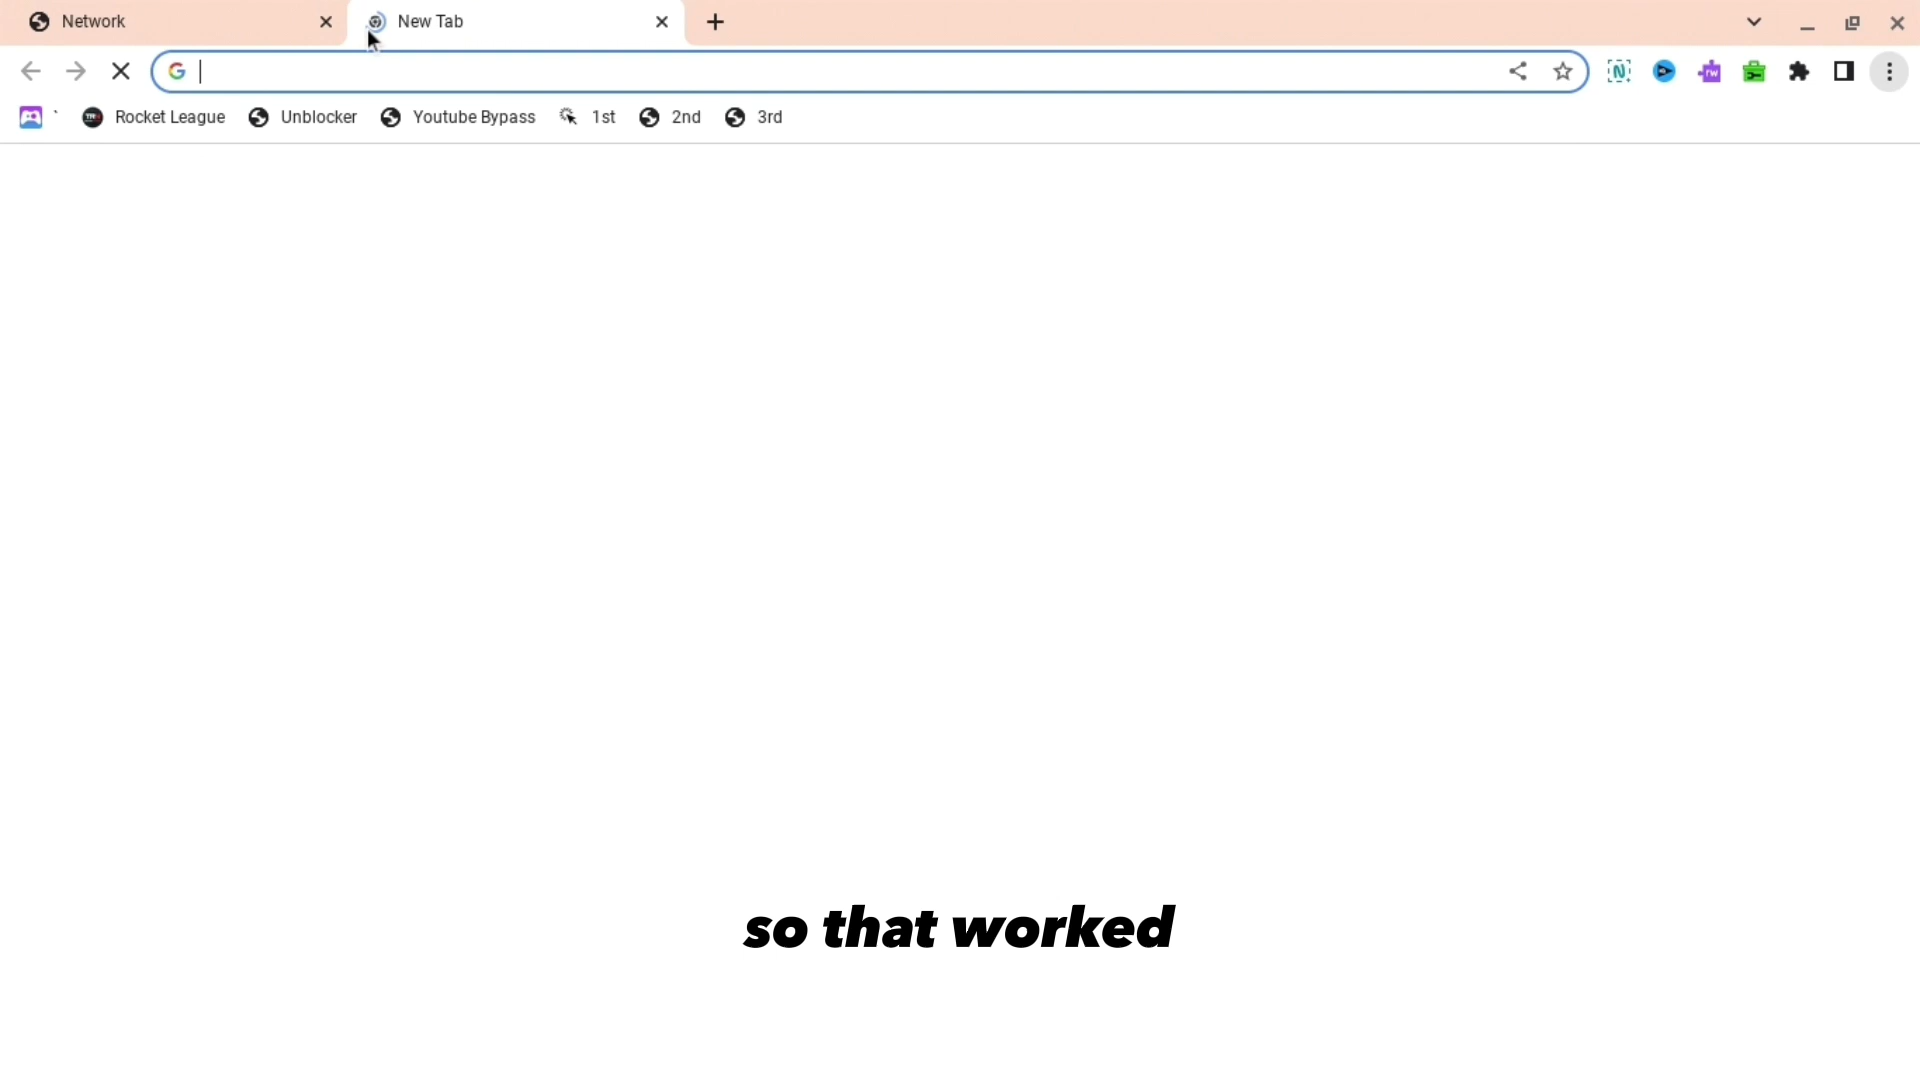 Network
New Tab
` Rocket League Unblocker Youtube Bypass 1st 2nd 3rd
so that worked